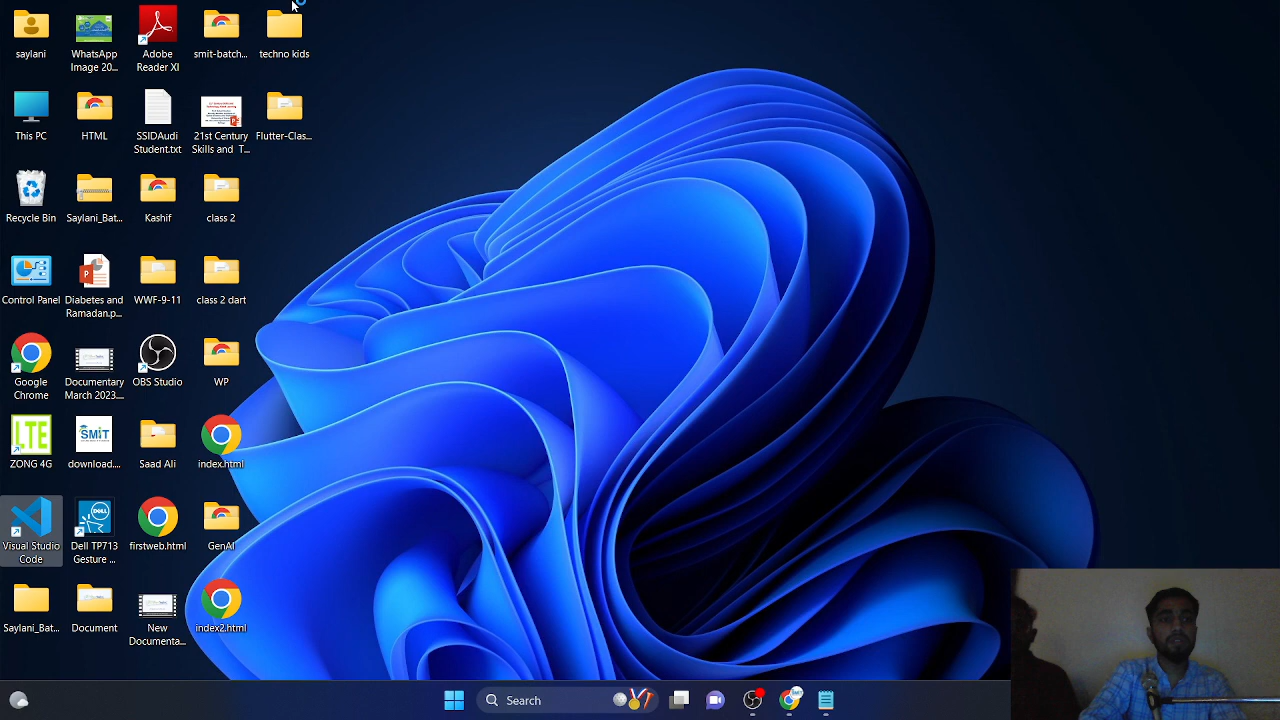 saylani
WhatsApp
Image 20...
Adobe
Reader XI
smit-batch...
techno kids
This PC
HTML
SSIDAudi
Student.txt
21st Century
Skills and T...
Flutter-Clas...
Recycle Bin
Saylani_Bat...
Kashif
class 2
Control Panel
Diabetes and
Ramadan.p...
WWF-9-11
class 2 dart
Google
Chrome
Documentary
March 2023...
OBS Studio
WP
LTE
ZONG 4G
SMIT
download....
Saad Ali
index.html
Visual Studio
Code
DELL
Dell TP713
Gesture ...
firstweb.html
GenAI
Saylani_Bat...
Document
New
Documenta...
index2.html
Search